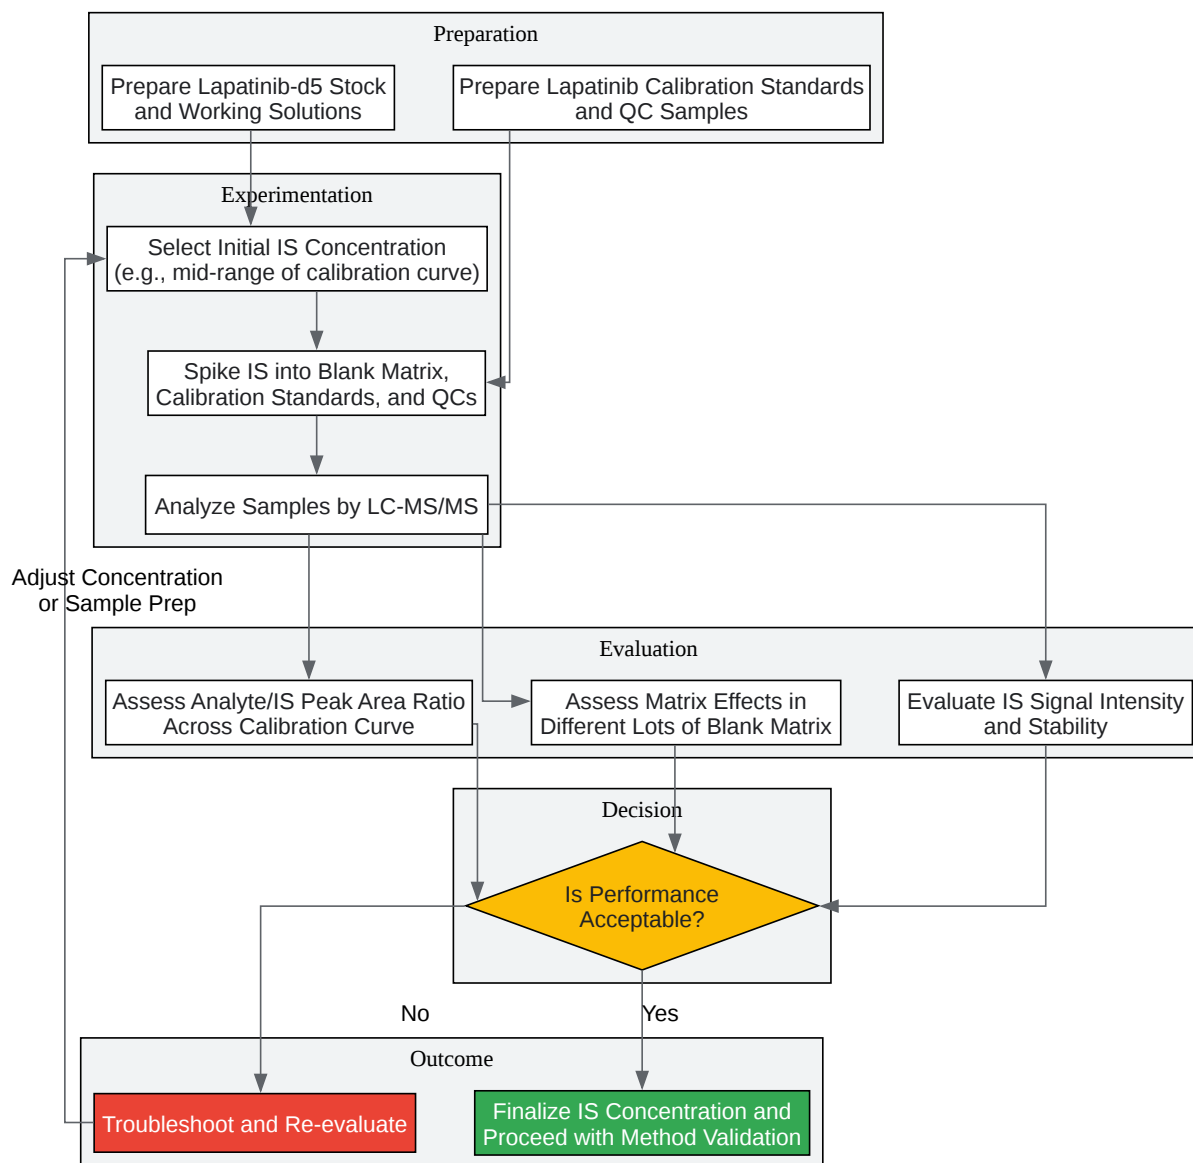 Preparation
Prepare Lapatinib-d5 Stock
and Working Solutions
Prepare Lapatinib Calibration Standards
and QC Samples
Experimentation
Select Initial IS Concentration
(e.g., mid-range of calibration curve)
Spike IS into Blank Matrix,
Calibration Standards, and QCs
Analyze Samples by LC-MS/MS
Adjust Concentration
or Sample Prep
Evaluation
Assess Analyte/IS Peak Area Ratio
Across Calibration Curve
Assess Matrix Effects in
Different Lots of Blank Matrix
Evaluate IS Signal Intensity
and Stability
Decision
Is Performance
Acceptable?
No
Yes
Outcome
Troubleshoot and Re-evaluate
Finalize IS Concentration and
Proceed with Method Validation